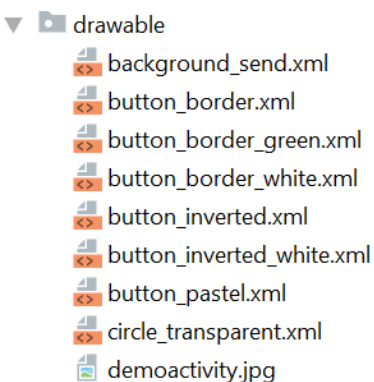 drawable
background_send.xml
button_border.xml
button_border_green.xml
button_border_white.xml
button_inverted.xml
button_inverted_white.xml
button_pastel.xml
circle_transparent.xml
demoactivity.jpg